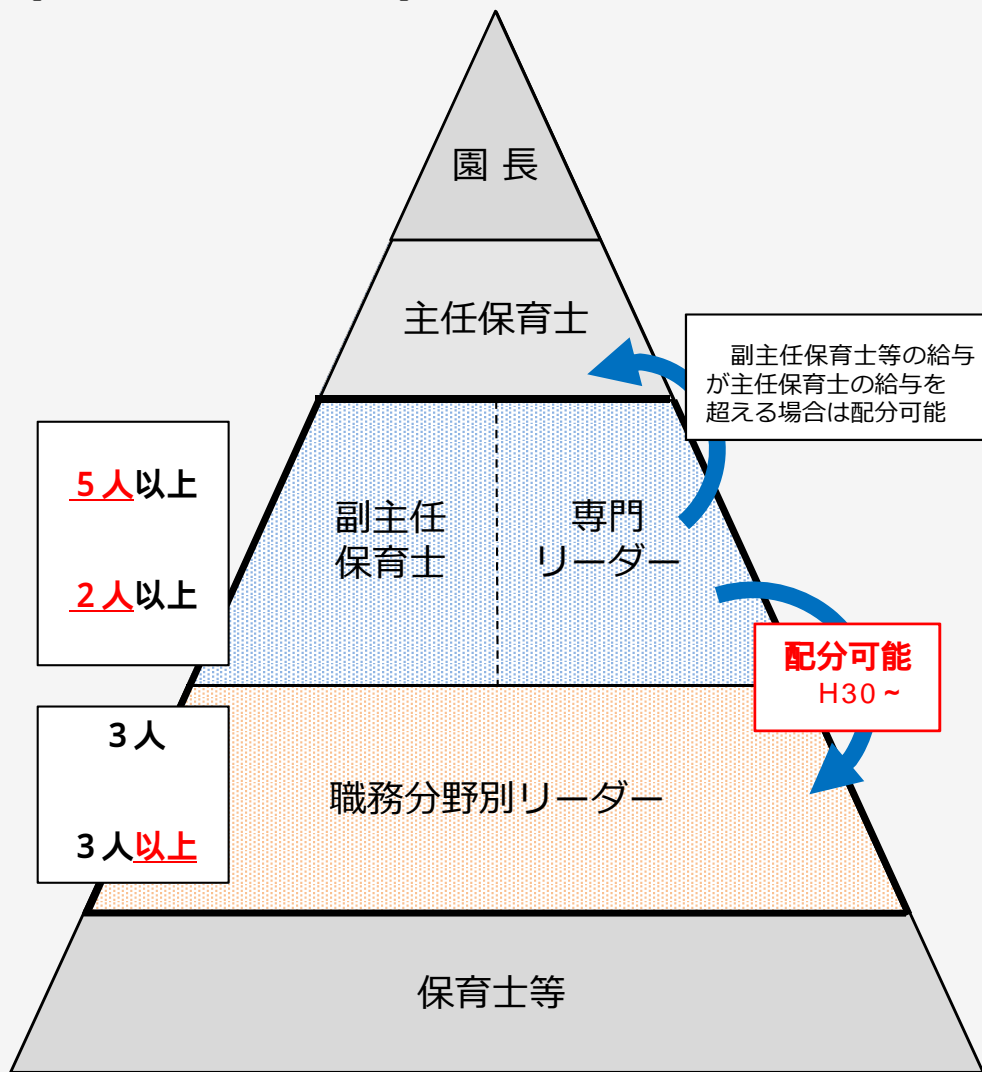 園 長
主任保育士
副主任保育士等の給与
が主任保育士の給与を
超える場合は配分可能
5人以上
2人以上
副主任
保育士
専門
リーダー
配分可能
H30~
3人
3人以上
職務分野別リーダー
保育士等